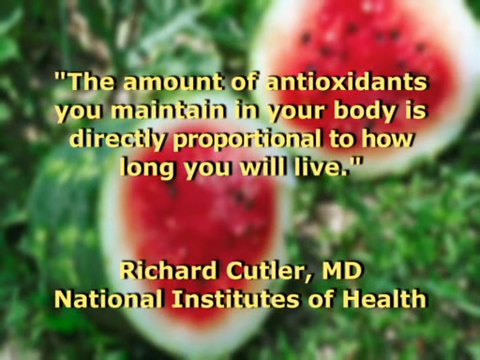 "The amount of antioxidants
you maintain in your body is
directly proportional to how
long you will live."
Richard Cutler, MD
National Institutes of Health